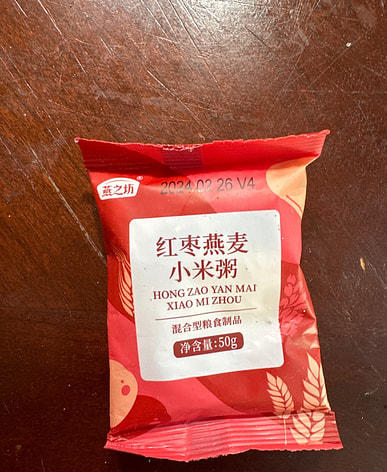 2024 02 26 V4
燕之坊®
红枣燕麦
小米粥
HONG ZAO YAN MAI
XIAO MI ZHOU
混合型粮食制品
净含量:50g